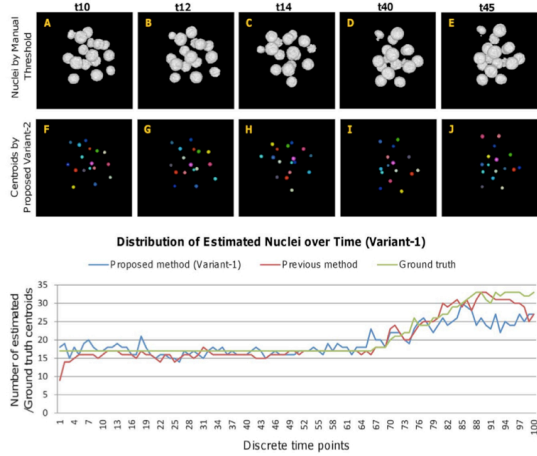 t10 t12 t14 t40 t45
Nuclei by Manual
Threshold
A B C D E
Centroids by
Proposed Variant-2
F G H I J
Distribution of Estimated Nuclei over Time (Variant-1)
Proposed method (Variant-1) Previous method Ground truth
Number of estimated
/Ground truth centroids
35
30
25
20
15
10
5
0
1 4 7 10 13 16 19 22 25 28 31 34 37 40 43 46 49 52 55 58 61 64 67 70 73 76 79 82 85 88 91 94 97 100
Discrete time points